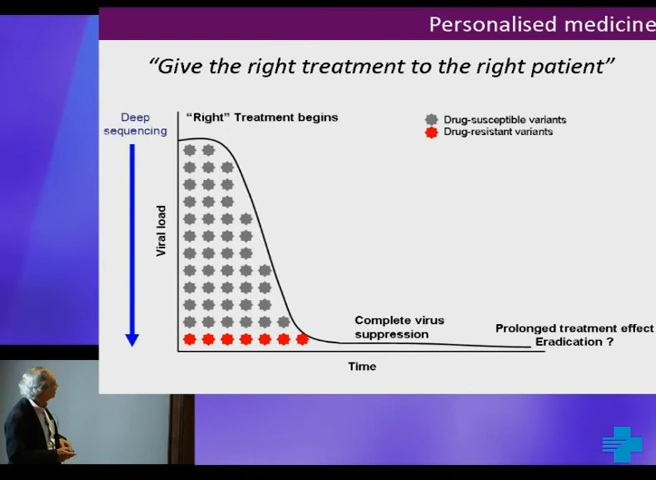 Personalised medicine
“Give the right treatment to the right patient”
Deep
sequencing
“Right” Treatment begins
Drug-susceptible variants
Drug-resistant variants
Viral load
Complete virus
suppression
Prolonged treatment effect
Eradication ?
Time